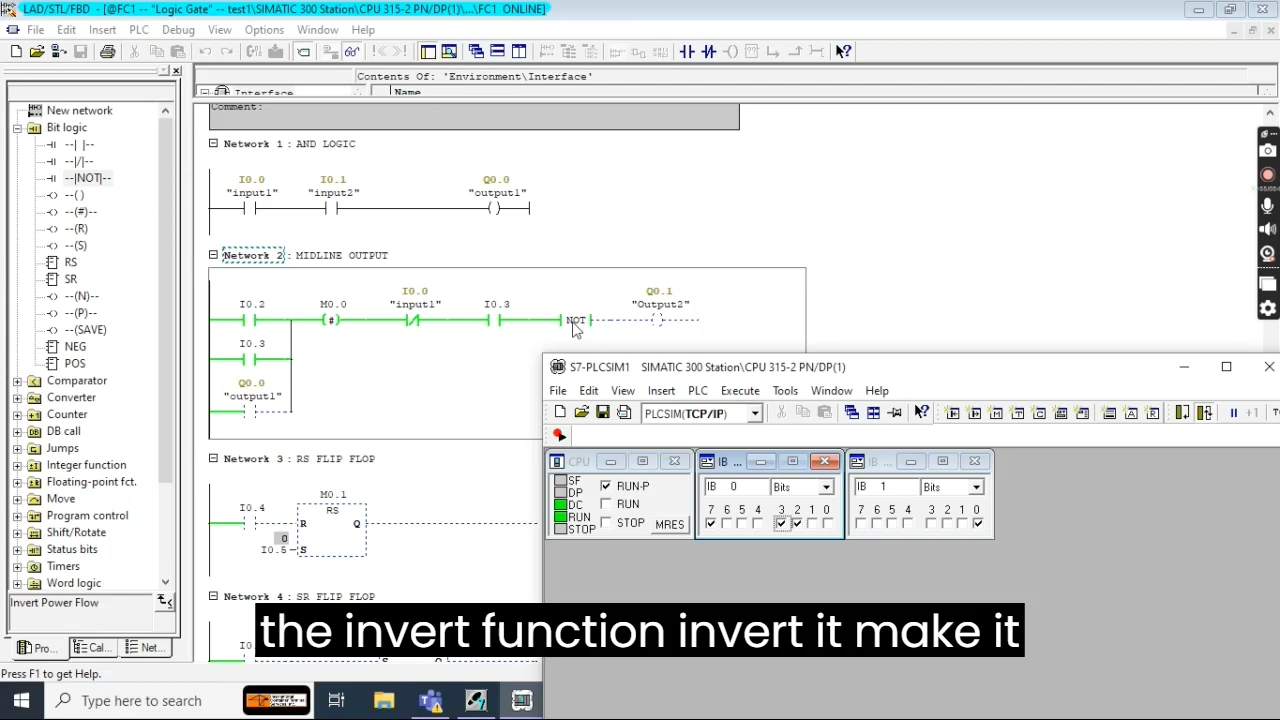 LAD/STL/FBD - [@FC1 -- "Logic Gate" -- test1\SIMATIC 300 Station\CPU 315-2 PN/DP(1)\...\FC1 ONLINE]
File Edit Insert PLC Debug View Options Window Help
Contents Of: 'Environment\Interface'
Interface
Name
New network
Bit logic
--| |--
--|/|--
--|NOT|--
--( )
--(#)--
--(R)
--(S)
RS
SR
--(N)--
--(P)--
--(SAVE)
NEG
POS
Comparator
Converter
Counter
DB call
Jumps
Integer function
Floating-point fct.
Move
Program control
Shift/Rotate
Status bits
Timers
Word logic
Invert Power Flow
Pro... Cal... Net...
Press F1 to get Help.
Comment:
Network 1 : AND LOGIC
I0.0 I0.1 Q0.0
"input1" "input2" "output1"
Network 2 : MIDLINE OUTPUT
I0.0 Q0.1
I0.2 M0.0 "input1" I0.3 "Output2"
NOT
I0.3
Q0.0
"output1"
Network 3 : RS FLIP FLOP
M0.1
I0.4 RS
R Q
0
I0.5 S
Network 4 : SR FLIP FLOP
S7-PLCSIM1 SIMATIC 300 Station\CPU 315-2 PN/DP(1)
File Edit View Insert PLC Execute Tools Window Help
PLCSIM(TCP/IP)
+1
CPU
SF
DP
DC
RUN
STOP
RUN-P
RUN
STOP
MRES
IB ...
IB 0 Bits
7 6 5 4 3 2 1 0
IB ...
IB 1 Bits
7 6 5 4 3 2 1 0
the invert function invert it make it
Type here to search